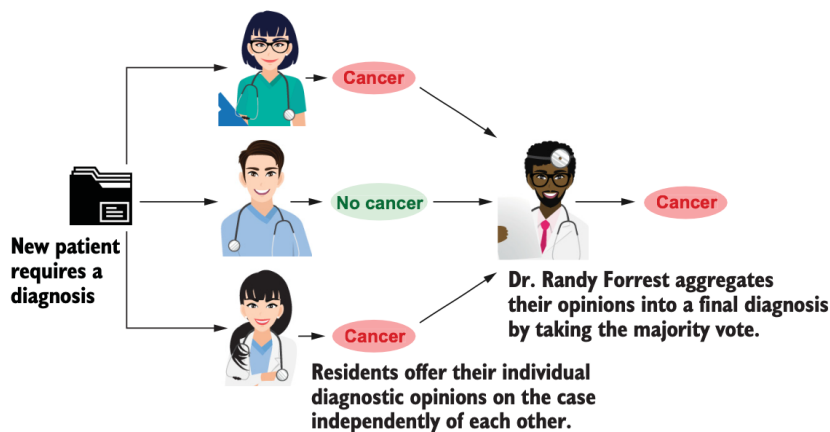 Cancer
No cancer
Cancer
New patient
requires a
diagnosis
Cancer
Dr. Randy Forrest aggregates
their opinions into a final diagnosis
by taking the majority vote.
Residents offer their individual
diagnostic opinions on the case
independently of each other.